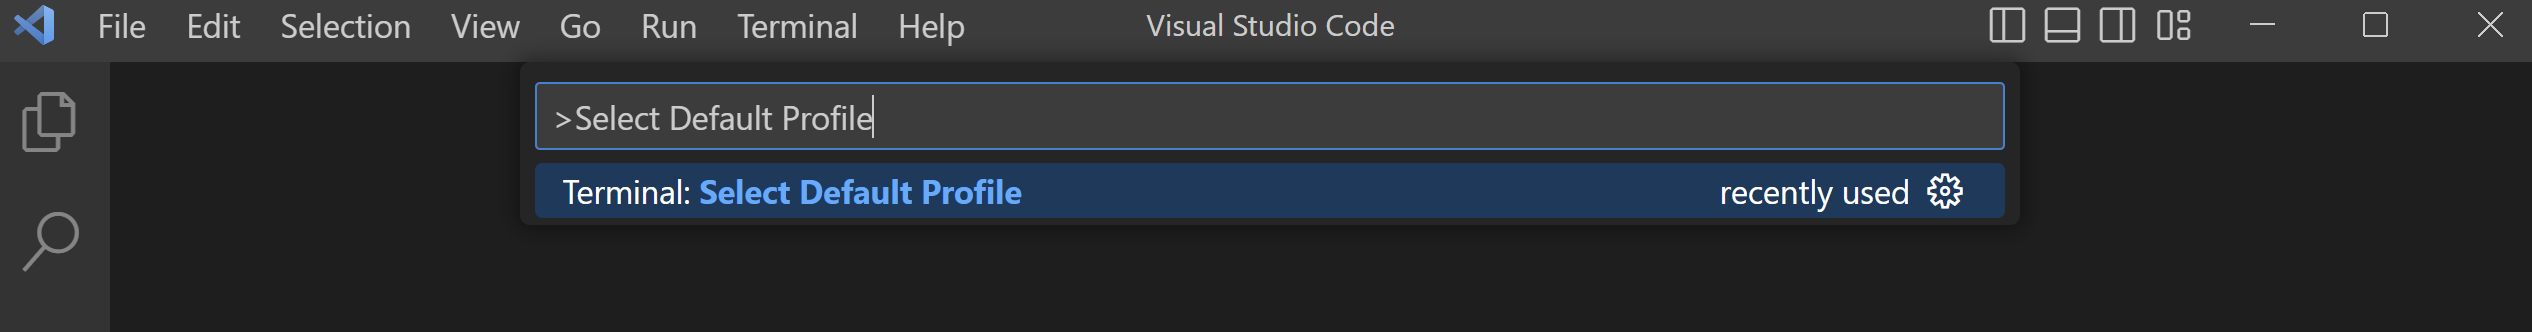 File Edit Selection View Go Run Terminal Help Visual Studio Code
>Select Default Profile
Terminal: Select Default Profile recently used